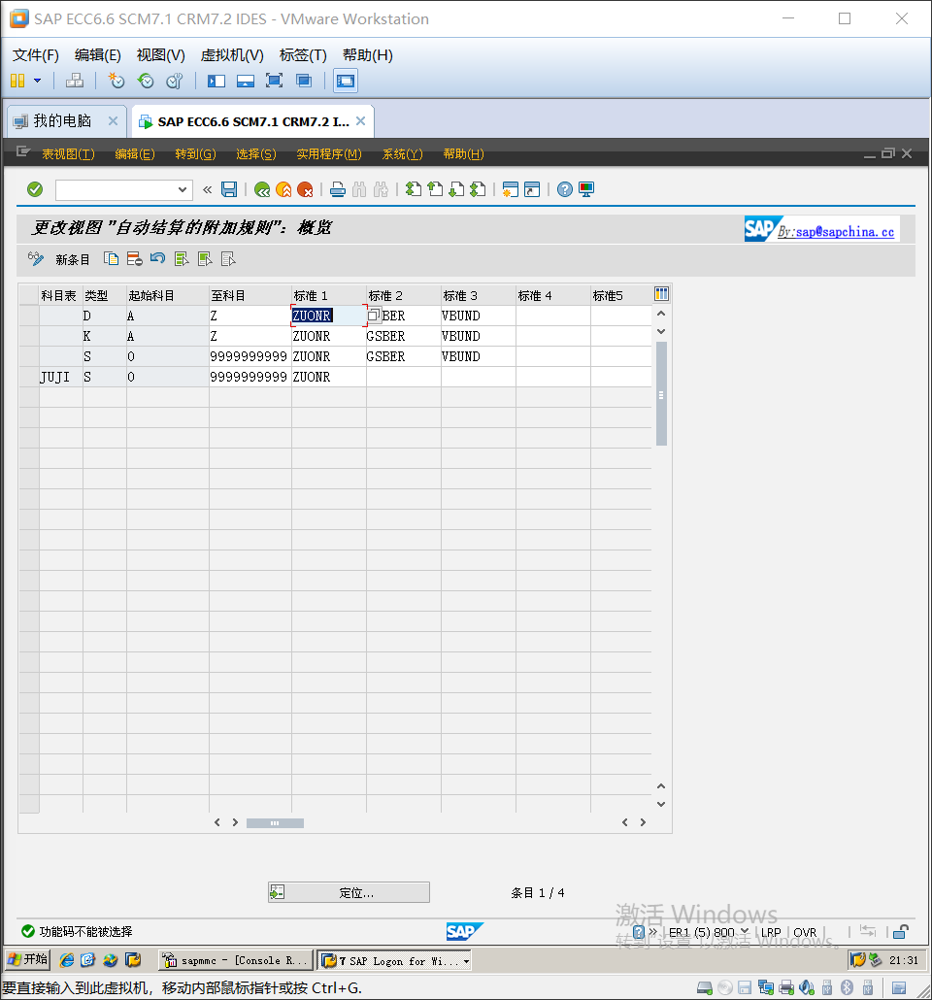 SAP ECC6.6 SCM7.1 CRM7.2 IDES - VMware Workstation
文件(F) 编辑(E) 视图(V) 虚拟机(V) 标签(T) 帮助(H)
我的电脑 SAP ECC6.6 SCM7.1 CRM7.2 I...
表视图(T) 编辑(E) 转到(G) 选择(S) 实用程序(M) 系统(Y) 帮助(H)
更改视图 "自动结算的附加规则": 概览
SAP By:sap@sapchina.cc
新条目
科目表 类型 起始科目 至科目 标准 1 标准 2 标准 3 标准 4 标准5
D A Z ZUONR BER VBUND
K A Z ZUONR GSBER VBUND
S 0 9999999999 ZUONR GSBER VBUND
JUJI S 0 9999999999 ZUONR
定位... 条目 1 / 4
激活 Windows
功能码不能被选择 SAP ER1 (5) 800 LRP OVR
转到"设置"以激活 Windows。
开始 sapmmc - [Console R... 7 SAP Logon for Wi... 21:31
要直接输入到此虚拟机，移动内部鼠标指针或按 Ctrl+G.